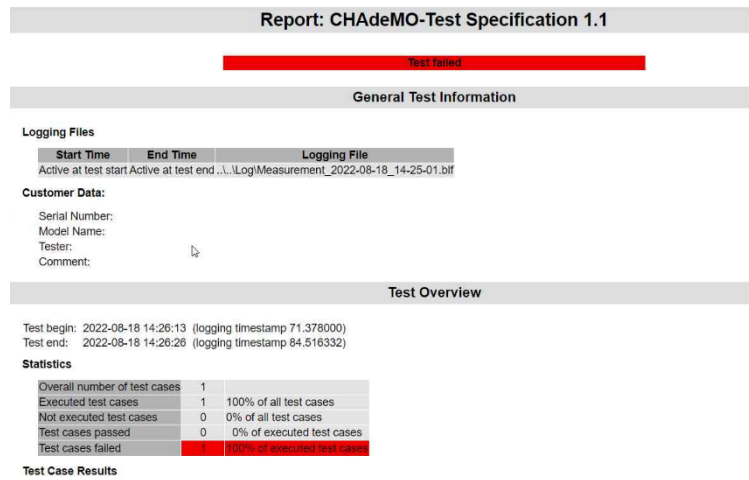 Report: CHAdeMO-Test Specification 1.1
Test failed
General Test Information
Logging Files
Start Time End Time Logging File
Active at test start Active at test end ..\..\Log\Measurement_2022-08-18_14-25-01.blf
Customer Data:
Serial Number:
Model Name:
Tester:
Comment:
Test Overview
Test begin: 2022-08-18 14:26:13 (logging timestamp 71.378000)
Test end: 2022-08-18 14:26:26 (logging timestamp 84.516332)
Statistics
Overall number of test cases 1
Executed test cases 1 100% of all test cases
Not executed test cases 0 0% of all test cases
Test cases passed 0 0% of executed test cases
Test cases failed 1 100% of executed test cases
Test Case Results